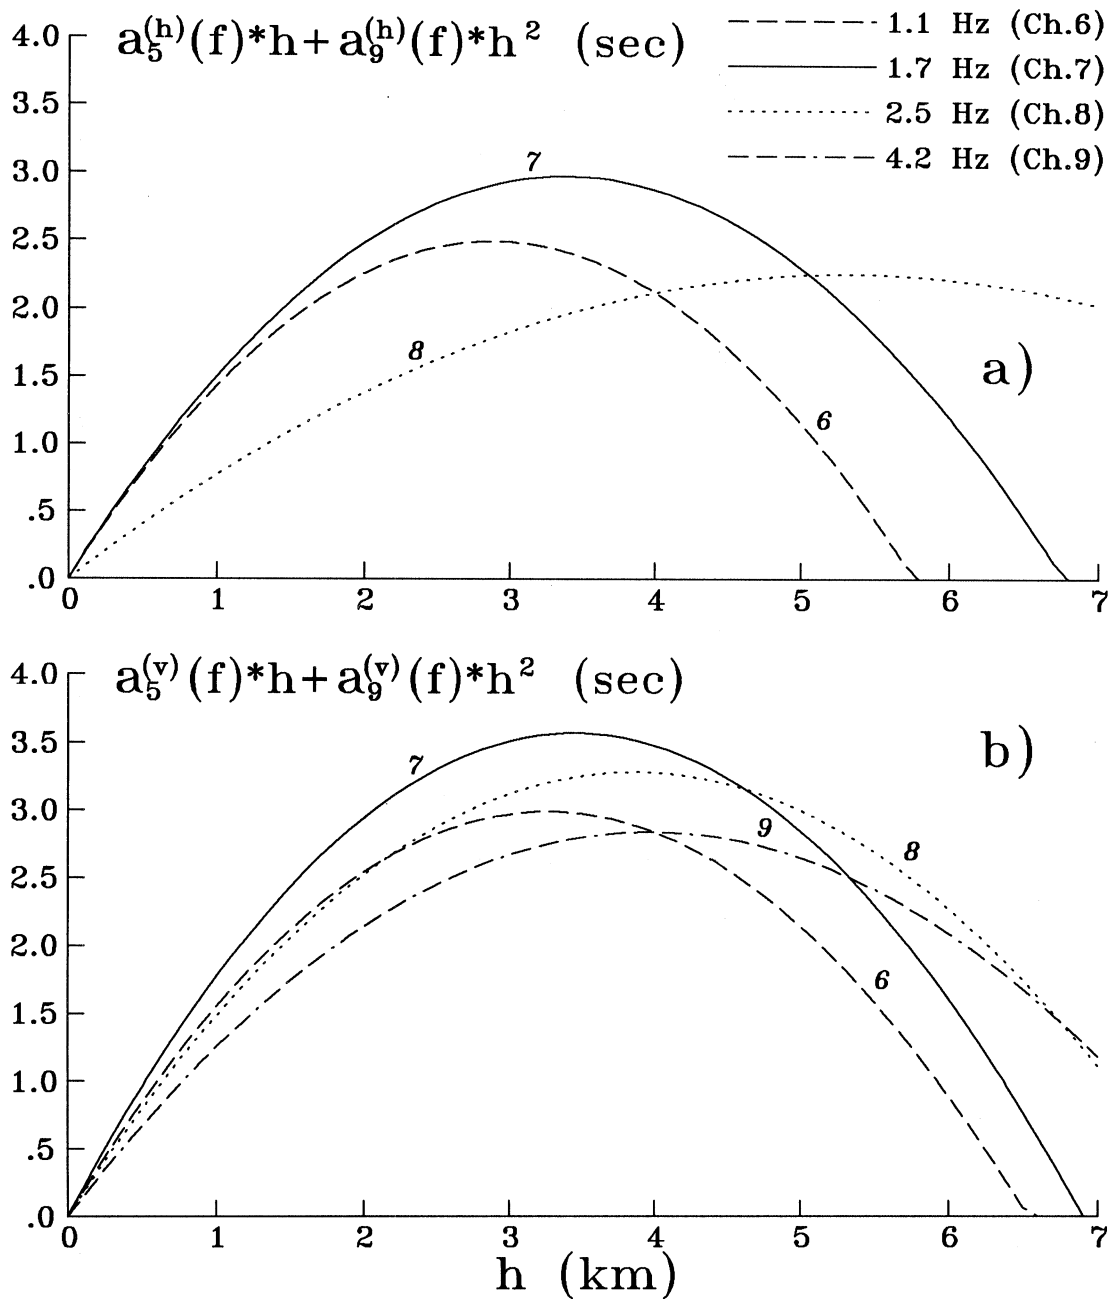 a₅⁽ʰ⁾(f)*h+a₉⁽ʰ⁾(f)*h² (sec)
1.1 Hz (Ch.6)
1.7 Hz (Ch.7)
2.5 Hz (Ch.8)
4.2 Hz (Ch.9)
4.0
3.5
3.0
2.5
2.0
1.5
1.0
.5
.0
7
8
6
a)
0 1 2 3 4 5 6 7
a₅⁽ᵛ⁾(f)*h+a₉⁽ᵛ⁾(f)*h² (sec)
4.0
3.5
3.0
2.5
2.0
1.5
1.0
.5
.0
b)
7
9
8
6
0 1 2 3 4 5 6 7
h (km)